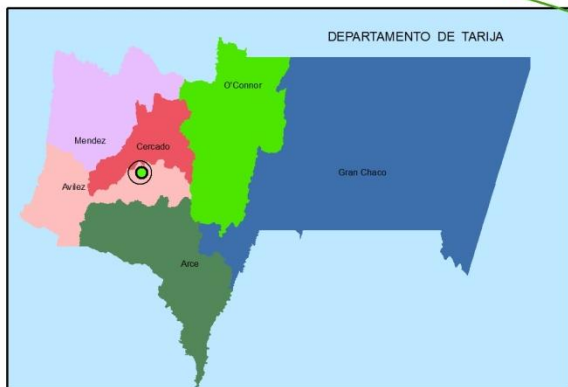 DEPARTAMENTO DE TARIJA
O'Connor
Mendez
Cercado
Gran Chaco
Avilez
Arce